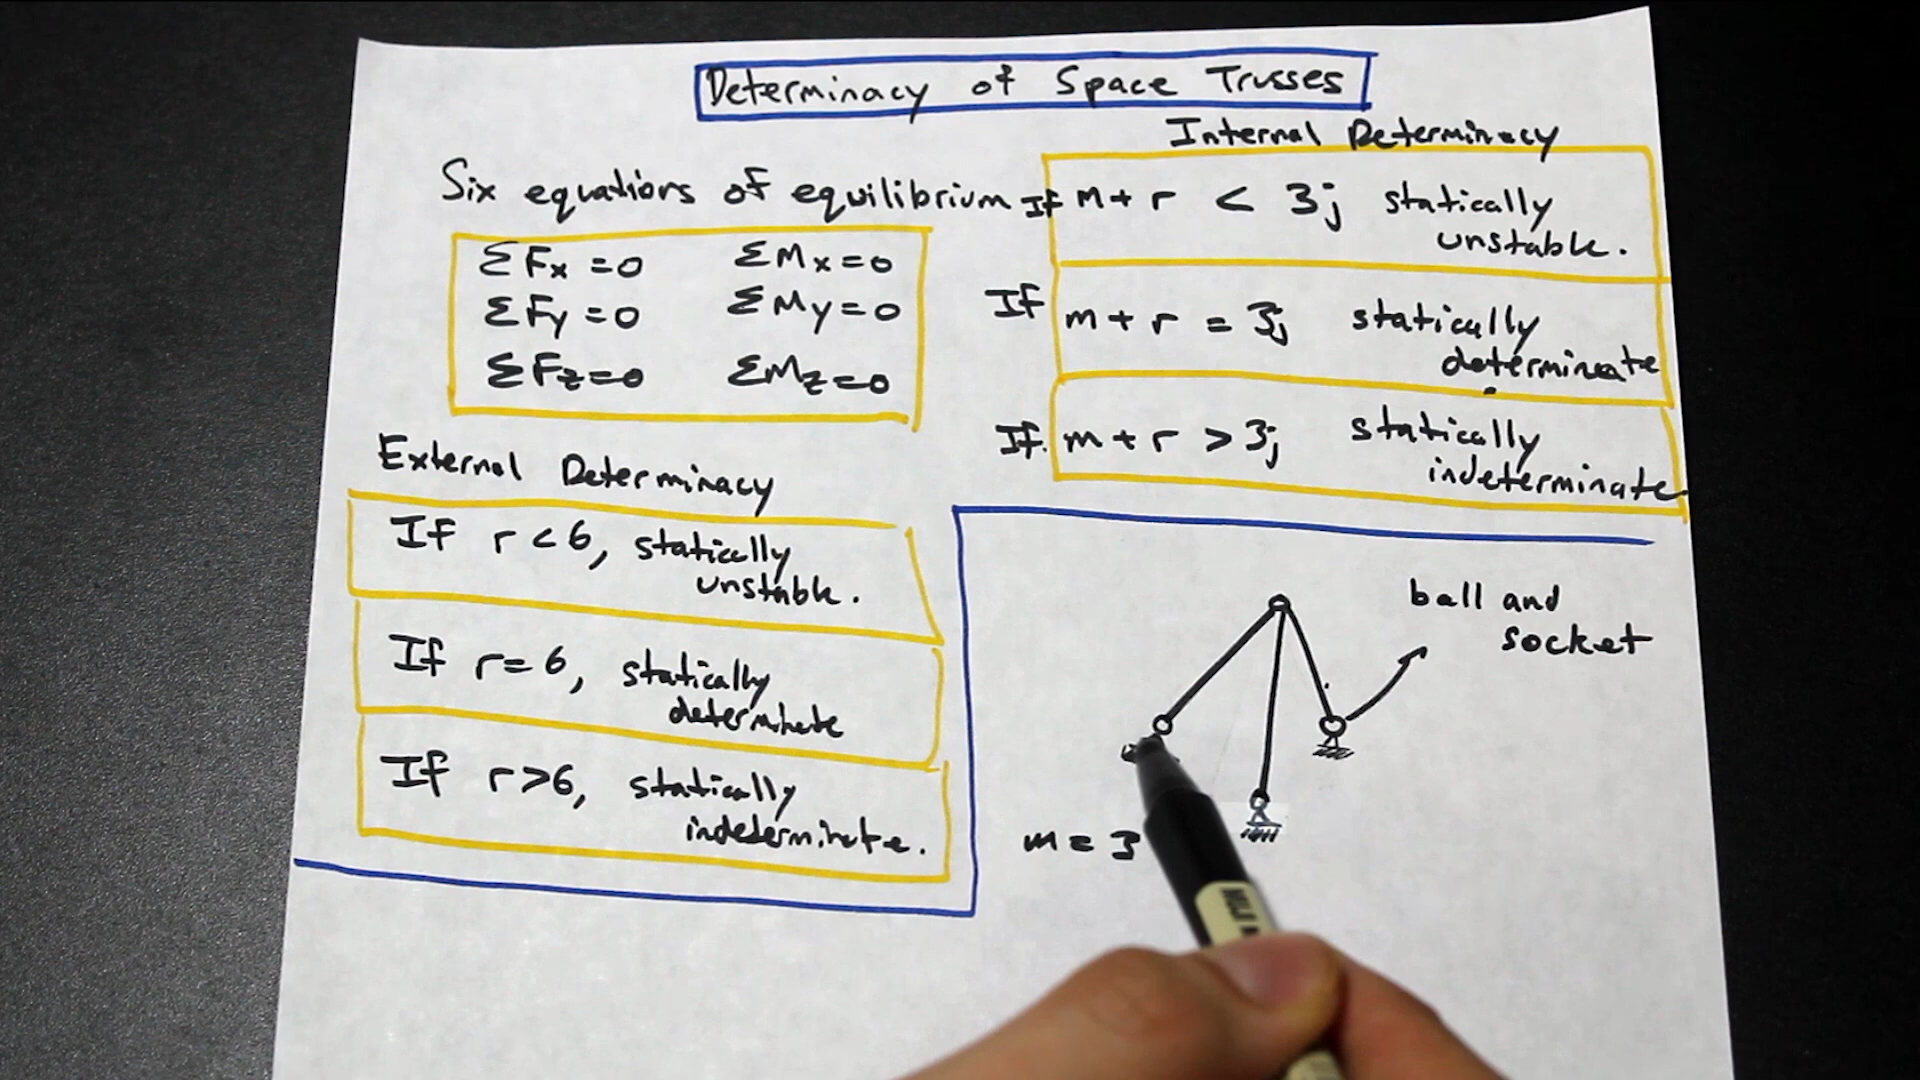 Determinacy of Space Trusses
Six equations of equilibrium
ΣFx = 0 ΣMx = 0
ΣFy = 0 ΣMy = 0
ΣFz = 0 ΣMz = 0
External Determinacy
If r < 6, statically
unstable.
If r = 6, statically
determinate
If r > 6, statically
indeterminate.
Internal Determinacy
If m + r < 3j statically
unstable.
If m + r = 3j statically
determinate
If m + r > 3j statically
indeterminate
ball and
socket
m = 3